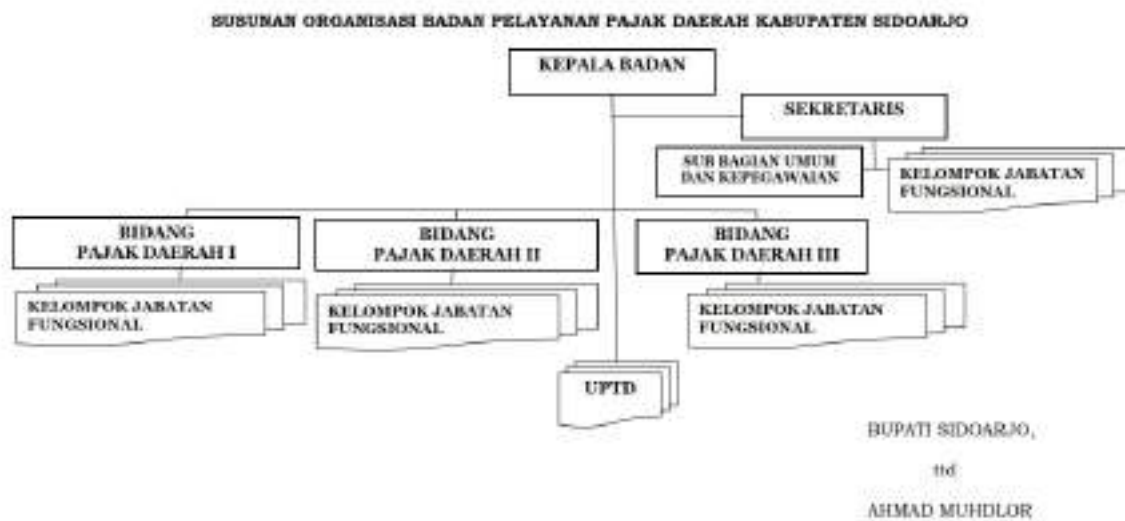 SUSUNAN ORGANISASI BADAN PELAYANAN PAJAK DAERAH KABUPATEN SIDOARJO
KEPALA BADAN
SEKRETARIS
SUB BAGIAN UMUM
DAN KEPEGAWAIAN
KELOMPOK JABATAN
FUNGSIONAL
BIDANG
PAJAK DAERAH I
BIDANG
PAJAK DAERAH II
BIDANG
PAJAK DAERAH III
KELOMPOK JABATAN
FUNGSIONAL
KELOMPOK JABATAN
FUNGSIONAL
KELOMPOK JABATAN
FUNGSIONAL
UPTD
BUPATI SIDOARJO,
ttd
AHMAD MUHDLOR